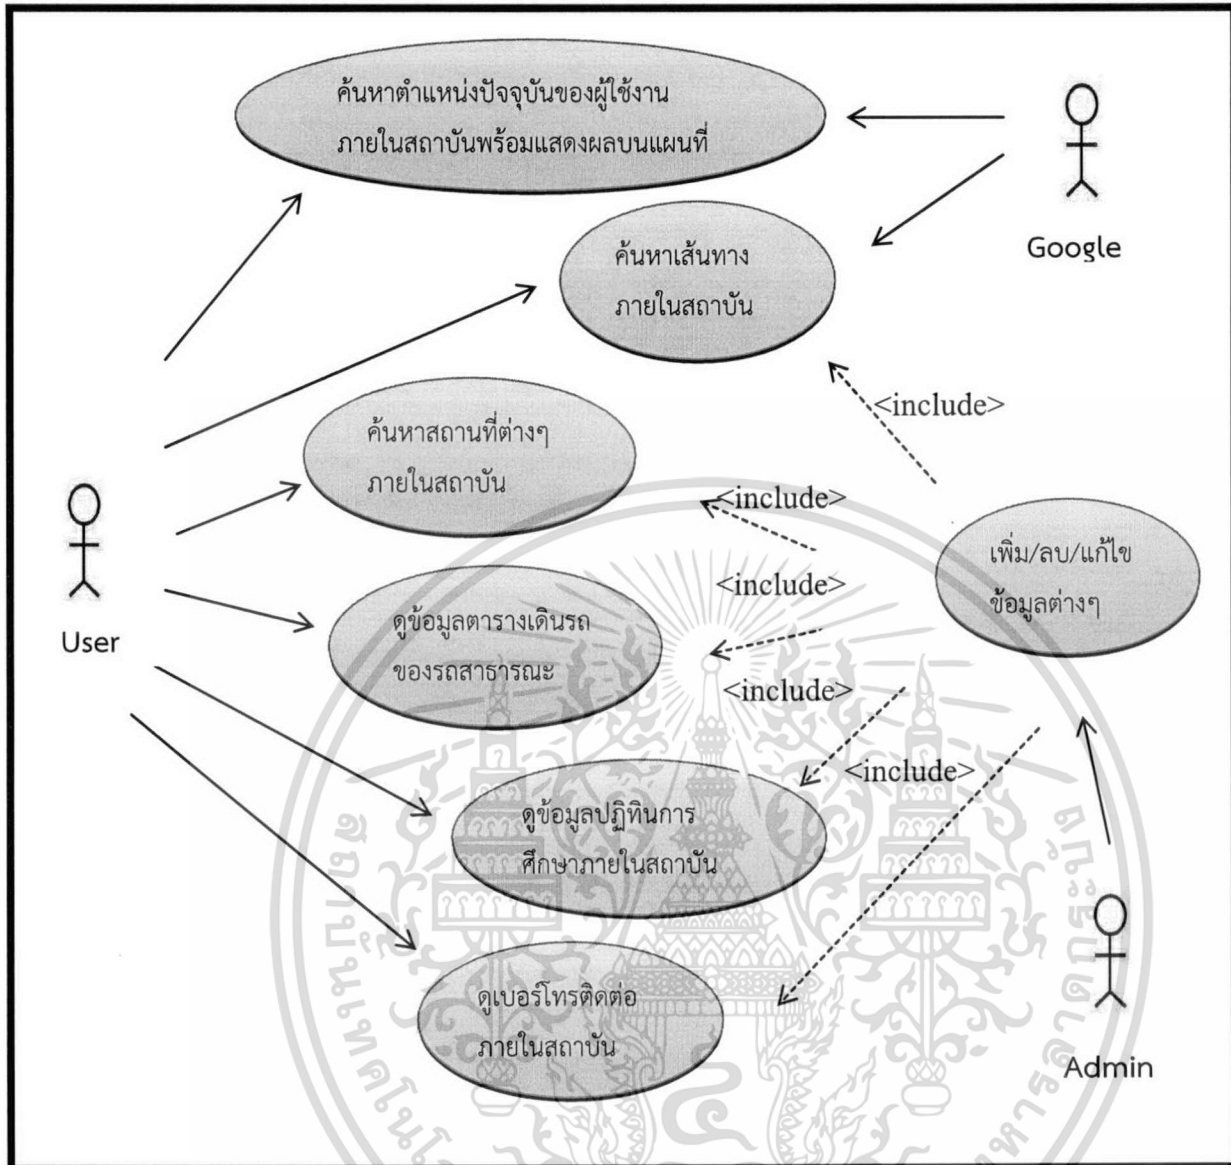 ค้นหาตำแหน่งปัจจุบันของผู้ใช้งาน
ภายในสถาบันพร้อมแสดงผลบนแผนที่
Google
ค้นหาเส้นทาง
ภายในสถาบัน
<include>
ค้นหาสถานที่ต่างๆ
ภายในสถาบัน
<include>
เพิ่ม/ลบ/แก้ไข
ข้อมูลต่างๆ
<include>
User
ดูข้อมูลตารางเดินรถ
ของรถสาธารณะ
<include>
<include>
ดูข้อมูลปฏิทินการ
ศึกษาภายในสถาบัน
ดูเบอร์โทรติดต่อ
ภายในสถาบัน
Admin